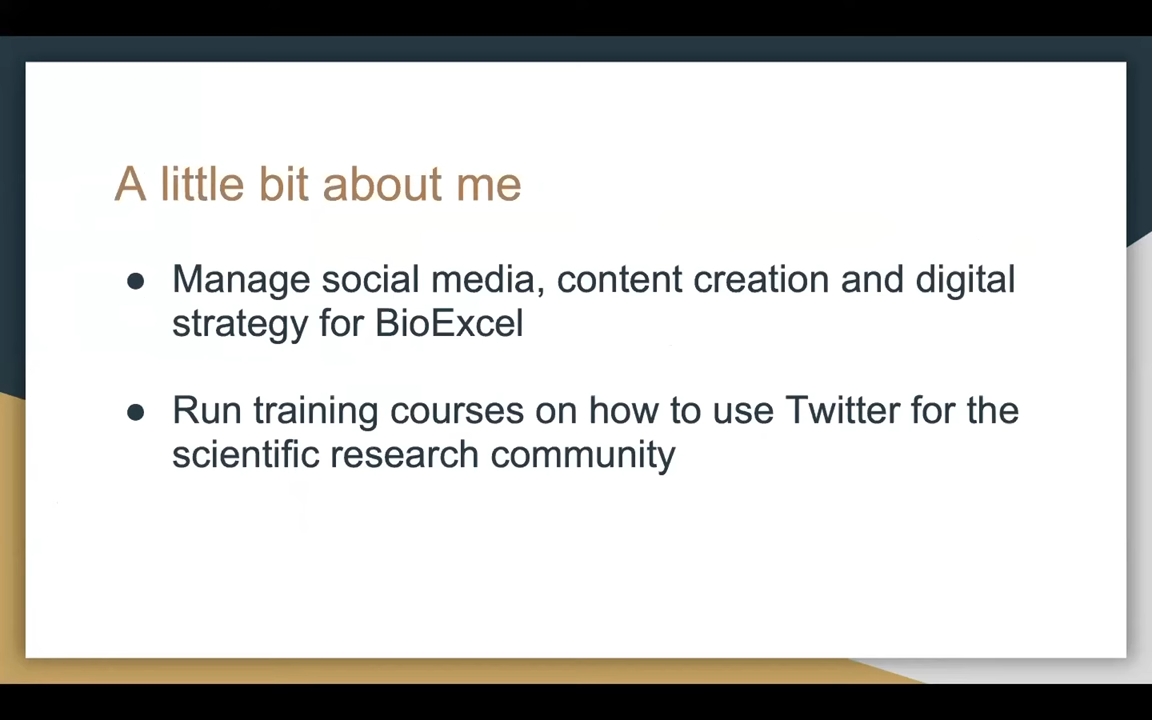 A little bit about me
● Manage social media, content creation and digital
strategy for BioExcel
● Run training courses on how to use Twitter for the
scientific research community